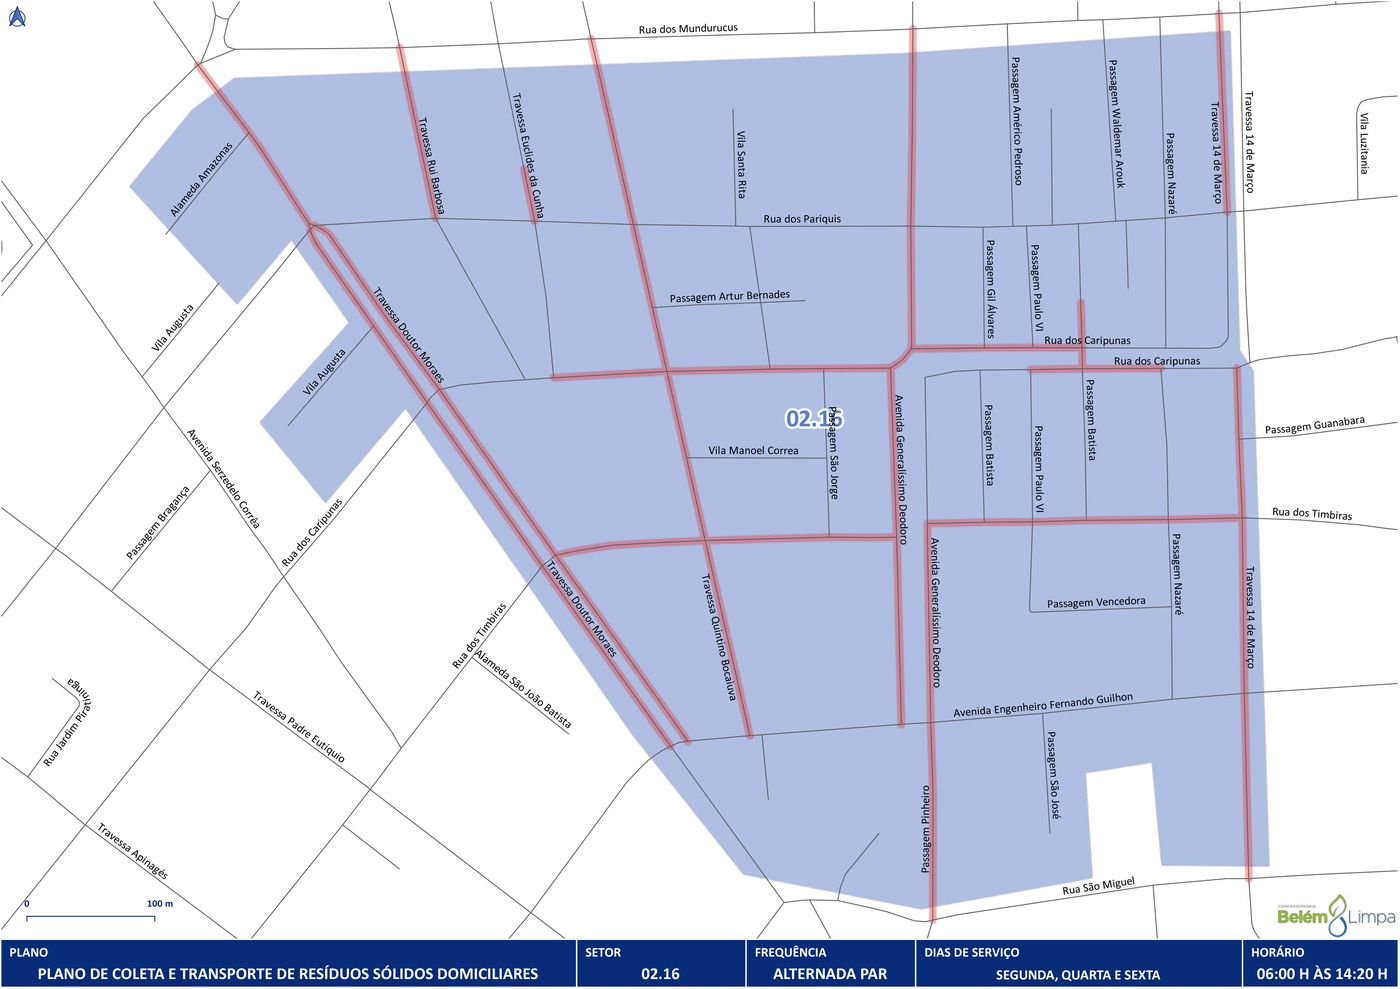 Rua dos Mundurucus
Travessa Rui Barbosa
Travessa Euclides da Cunha
Vila Santa Rita
Passagem Américo Pedroso
Passagem Waldemar Arouk
Passagem Nazaré
Travessa 14 de Março
Travessa 14 de Março
Vila Luzitania
Alameda Amazonas
Rua dos Pariquis
Passagem Gil Álvares
Passagem Paulo VI
Passagem Artur Bernades
Travessa Doutor Moraes
Vila Augusta
Vila Augusta
Rua dos Caripunas
Rua dos Caripunas
02.16
Passagem São Jorge
Avenida Generalíssimo Deodoro
Passagem Batista
Passagem Paulo VI
Passagem Batista
Passagem Guanabara
Vila Manoel Correa
Avenida Serzedelo Corrêa
Passagem Bragança
Rua dos Caripunas
Rua dos Timbiras
Travessa Doutor Moraes
Travessa Quintino Bocaiuva
Avenida Generalíssimo Deodoro
Passagem Nazaré
Travessa 14 de Março
Passagem Vencedora
Rua dos Timbiras
Alameda São João Batista
Avenida Engenheiro Fernando Guilhon
Rua Jardim Piratininga
Travessa Padre Eutíquio
Passagem São José
Passagem Pinheiro
Travessa Apinagés
Rua São Miguel
0 100 m
CONCESSIONÁRIA
Belém Limpa
PLANO
PLANO DE COLETA E TRANSPORTE DE RESÍDUOS SÓLIDOS DOMICILIARES
SETOR
02.16
FREQUÊNCIA
ALTERNADA PAR
DIAS DE SERVIÇO
SEGUNDA, QUARTA E SEXTA
HORÁRIO
06:00 H ÀS 14:20 H